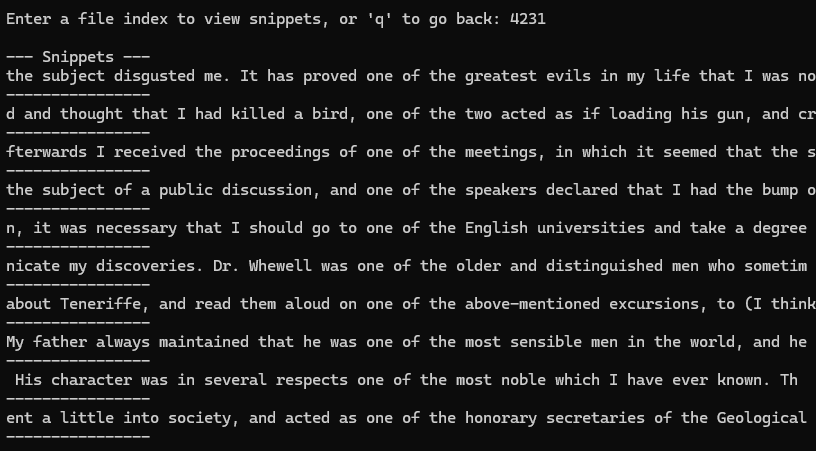 Enter a file index to view snippets, or 'q' to go back: 4231
--- Snippets ---
the subject disgusted me. It has proved one of the greatest evils in my life that I was no
----------------
d and thought that I had killed a bird, one of the two acted as if loading his gun, and cr
----------------
fterwards I received the proceedings of one of the meetings, in which it seemed that the s
----------------
the subject of a public discussion, and one of the speakers declared that I had the bump o
----------------
n, it was necessary that I should go to one of the English universities and take a degree
----------------
nicate my discoveries. Dr. Whewell was one of the older and distinguished men who sometim
----------------
about Teneriffe, and read them aloud on one of the above-mentioned excursions, to (I think
----------------
My father always maintained that he was one of the most sensible men in the world, and he
----------------
His character was in several respects one of the most noble which I have ever known. Th
----------------
ent a little into society, and acted as one of the honorary secretaries of the Geological
----------------